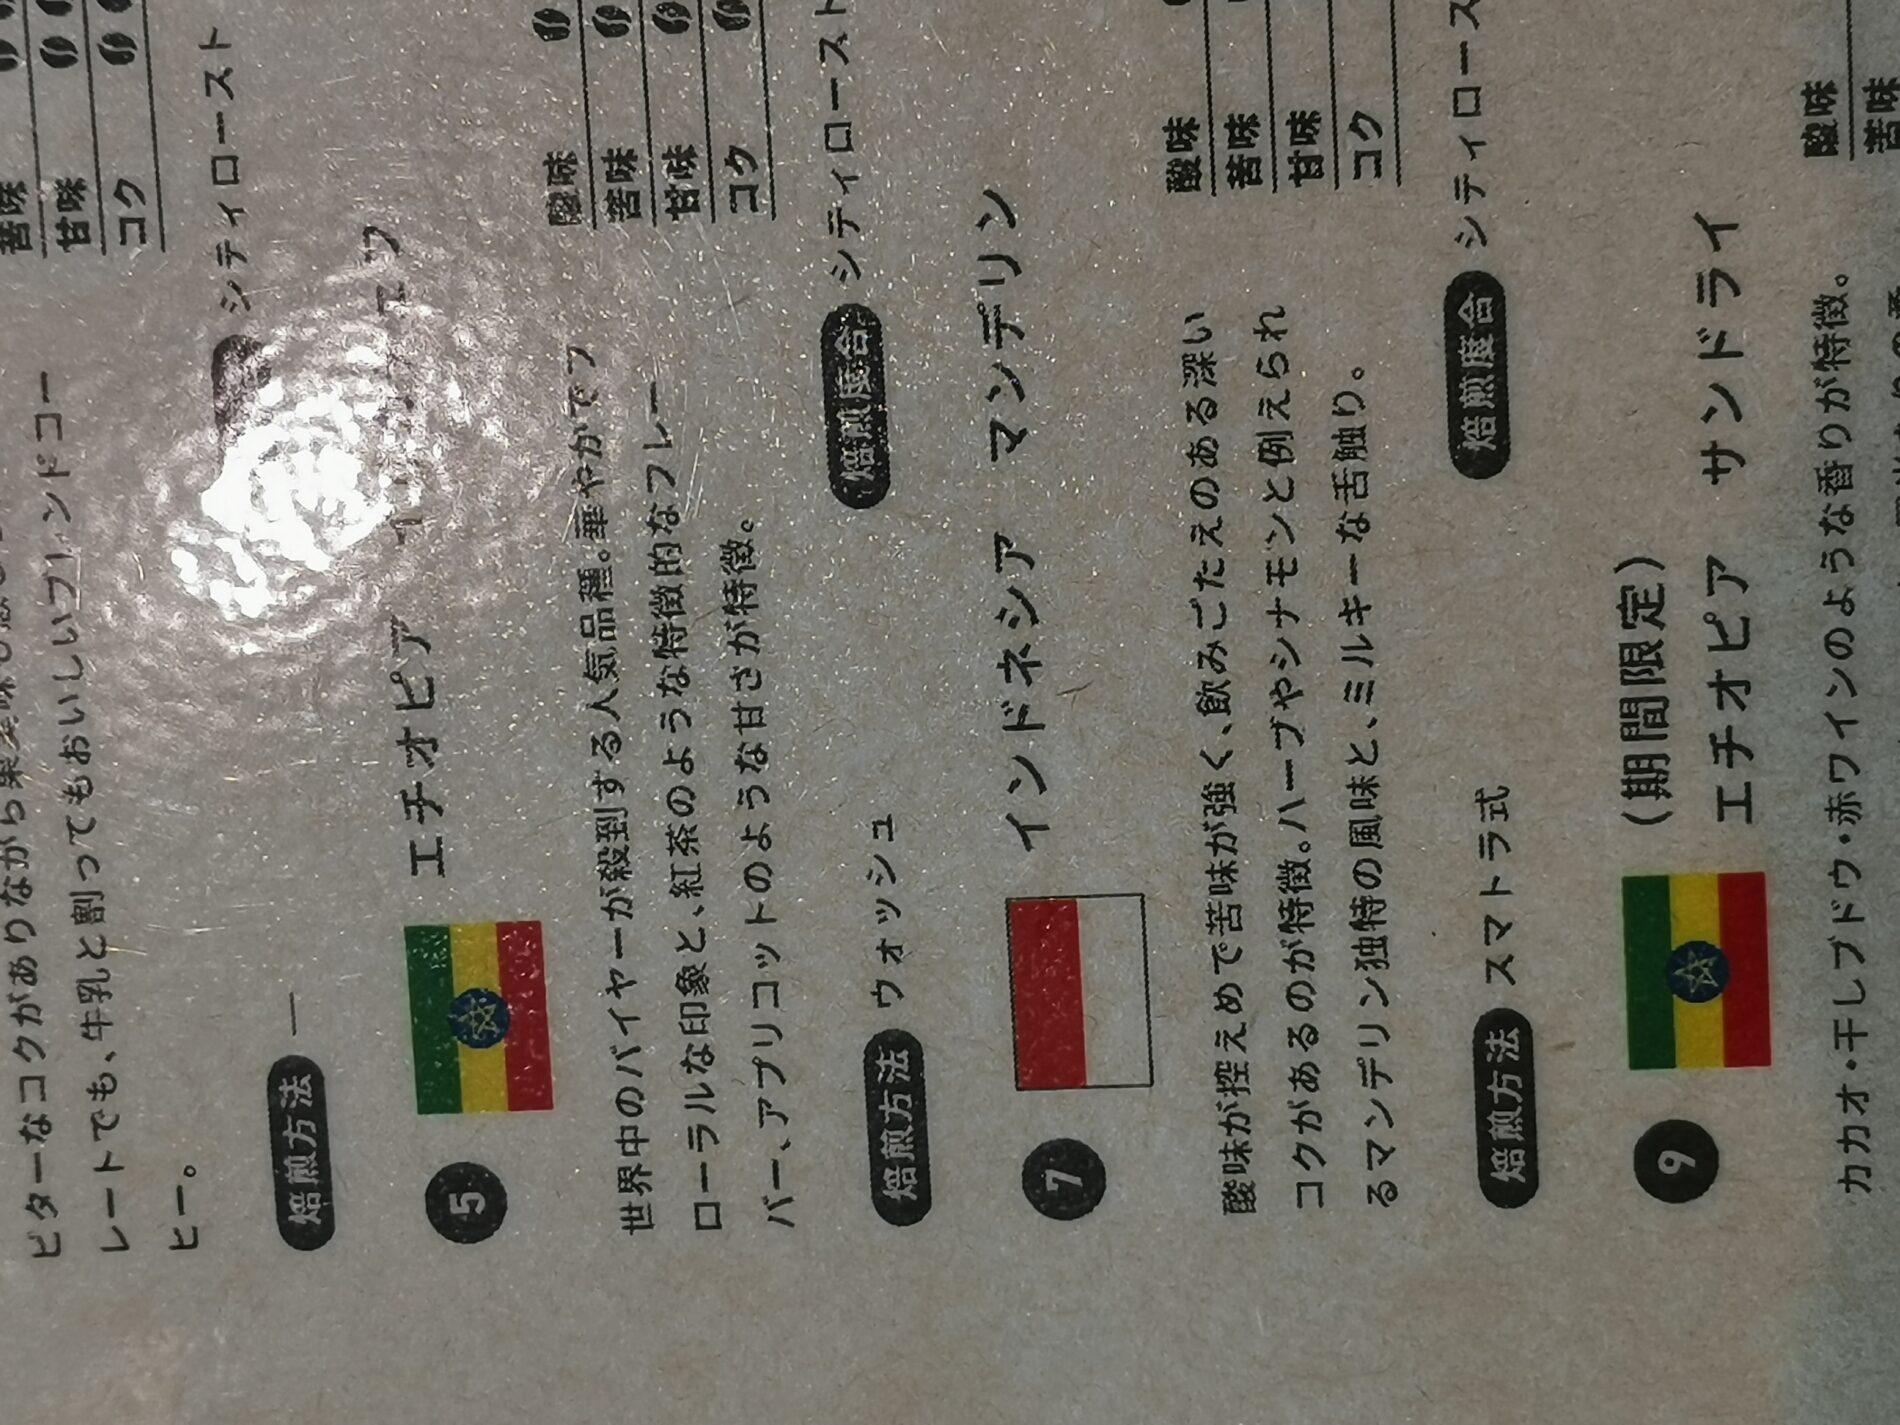 ビターなコクがありながら
レートでも、牛乳と割ってもおいしいブレンドコー
ヒー。
焙煎方法 ー
シティロースト
苦味
甘味
コク
5 エチオピア
世界中のバイヤーが殺到する人気品種。華やかでフ
ローラルな印象と、紅茶のような特徴的なフレー
バー、アプリコットのような甘さが特徴。
焙煎方法 ウォッシュ
焙煎度合 シティロースト
酸味
苦味
甘味
コク
7 インドネシア マンデリン
酸味が控えめで苦味が強く、飲みごたえのある深い
コクがあるのが特徴。ハーブやシナモンと例えられ
るマンデリン独特の風味と、ミルキーな舌触り。
焙煎方法 スマトラ式
焙煎度合 シティロース
酸味
苦味
甘味
コク
9 (期間限定)
エチオピア サンドライ
カカオ・干しブドウ・赤ワインのような香りが特徴。
酸味
苦味